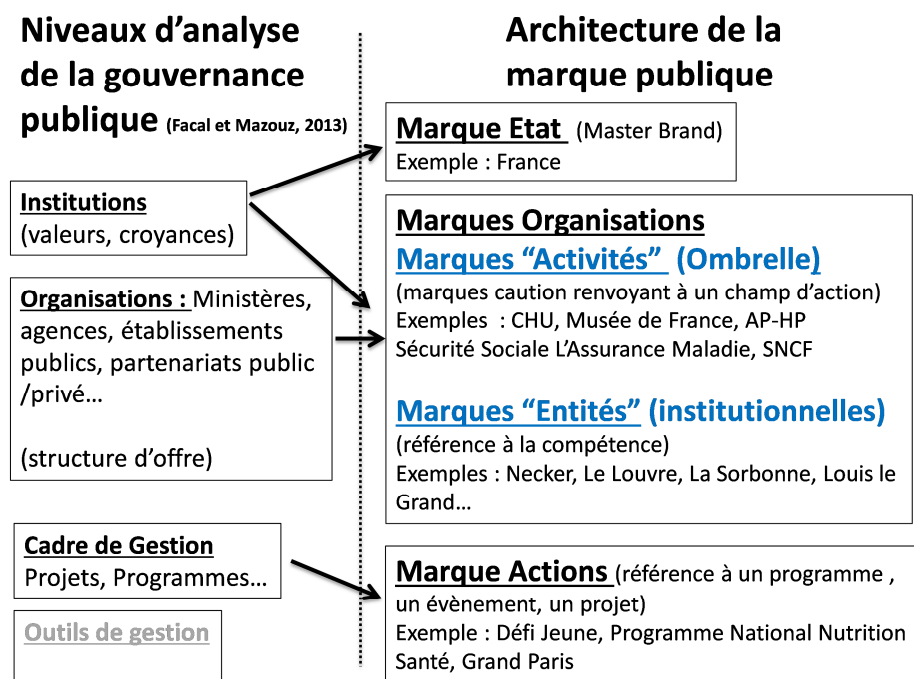 Niveaux d’analyse
de la gouvernance
publique (Facal et Mazouz, 2013)
Institutions
(valeurs, croyances)
Organisations : Ministères,
agences, établissements
publics, partenariats public
/privé…
(structure d’offre)
Cadre de Gestion
Projets, Programmes…
Outils de gestion
Architecture de la
marque publique
Marque Etat (Master Brand)
Exemple : France
Marques Organisations
Marques “Activités” (Ombrelle)
(marques caution renvoyant à un champ d’action)
Exemples : CHU, Musée de France, AP-HP
Sécurité Sociale L’Assurance Maladie, SNCF
Marques “Entités” (institutionnelles)
(référence à la compétence)
Exemples : Necker, Le Louvre, La Sorbonne, Louis le
Grand…
Marque Actions (référence à un programme ,
un évènement, un projet)
Exemple : Défi Jeune, Programme National Nutrition
Santé, Grand Paris